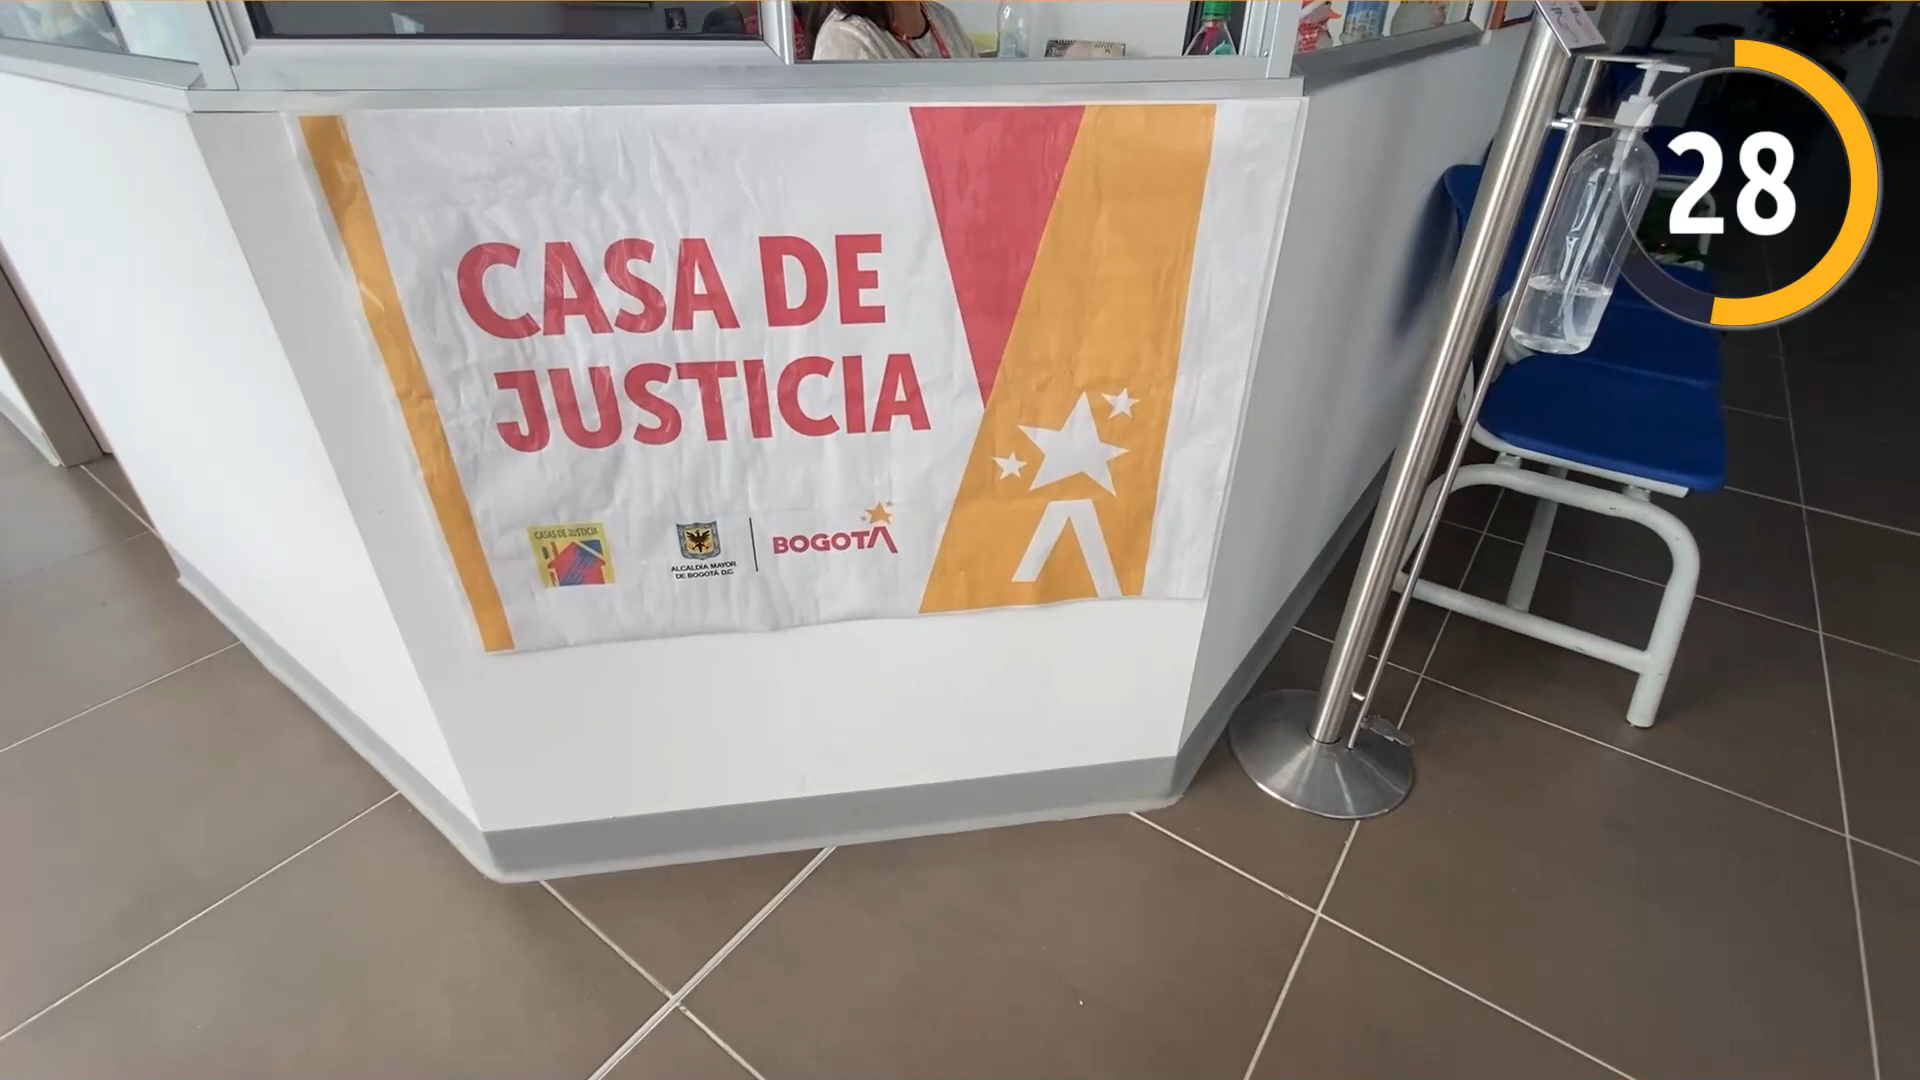 28
CASA DE
JUSTICIA
CASAS DE JUSTICIA
ALCALDÍA MAYOR
DE BOGOTÁ D.C.
BOGOTÁ